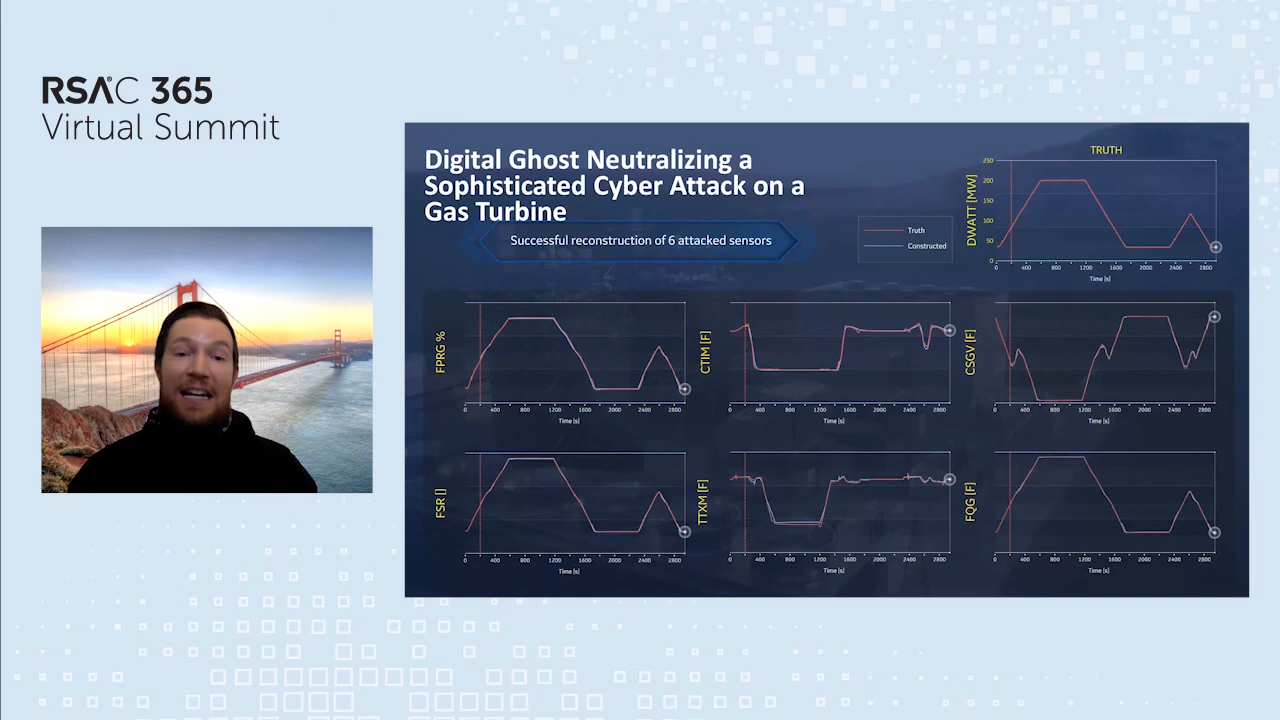 RSAC 365
Virtual Summit
Digital Ghost Neutralizing a
Sophisticated Cyber Attack on a
Gas Turbine
Successful reconstruction of 6 attacked sensors
Truth
Constructed
TRUTH
DWATT [MW]
250
200
150
100
50
0
0 400 800 1200 1600 2000 2400 2800
Time [s]
FPRG %
0 400 800 1200 1600 2000 2400 2800
Time [s]
CTIM [F]
0 400 800 1200 1600 2000 2400 2800
Time [s]
CSGV [F]
0 400 800 1200 1600 2000 2400 2800
Time [s]
FSR []
0 400 800 1200 1600 2000 2400 2800
Time [s]
TTXM [F]
0 400 800 1200 1600 2000 2400 2800
Time [s]
FQG [F]
0 400 800 1200 1600 2000 2400 2800
Time [s]